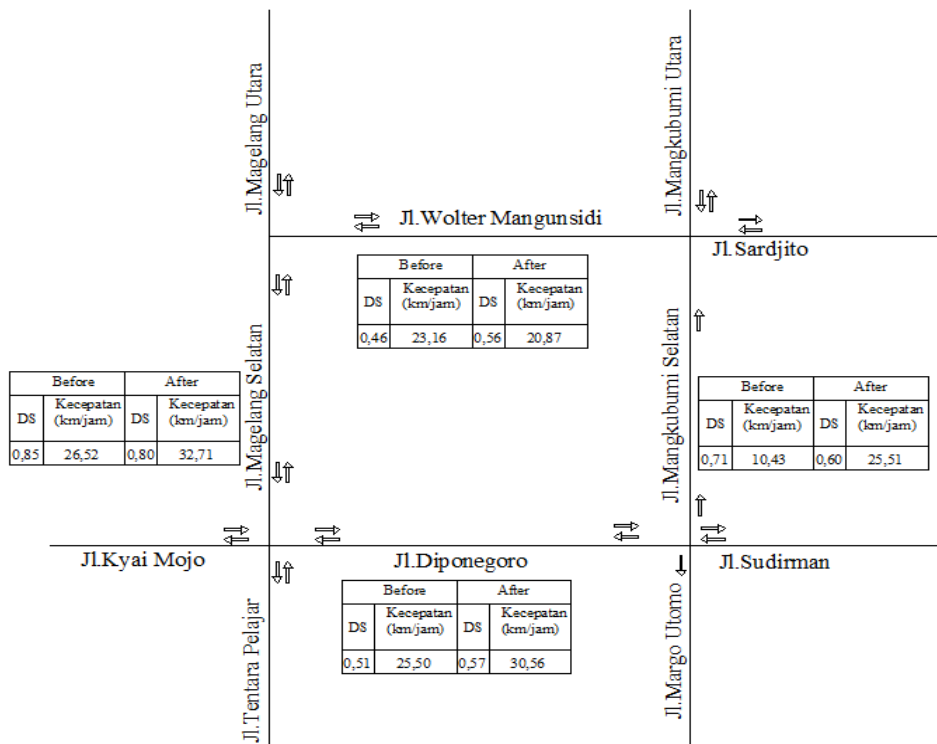 Jl.Magelang Utara
Jl.Mangkubumi Utara
Jl.Wolter Mangunsidi
Jl.Sardjito
Before After
DS Kecepatan (km/jam) DS Kecepatan (km/jam)
0,46 23,16 0,56 20,87
Jl.Magelang Selatan
Jl.Mangkubumi Selatan
Before After
DS Kecepatan (km/jam) DS Kecepatan (km/jam)
0,85 26,52 0,80 32,71
Before After
DS Kecepatan (km/jam) DS Kecepatan (km/jam)
0,71 10,43 0,60 25,51
Jl.Kyai Mojo
Jl.Diponegoro
Jl.Sudirman
Before After
DS Kecepatan (km/jam) DS Kecepatan (km/jam)
0,51 25,50 0,57 30,56
Jl.Tentara Pelajar
Jl.Margo Utomo